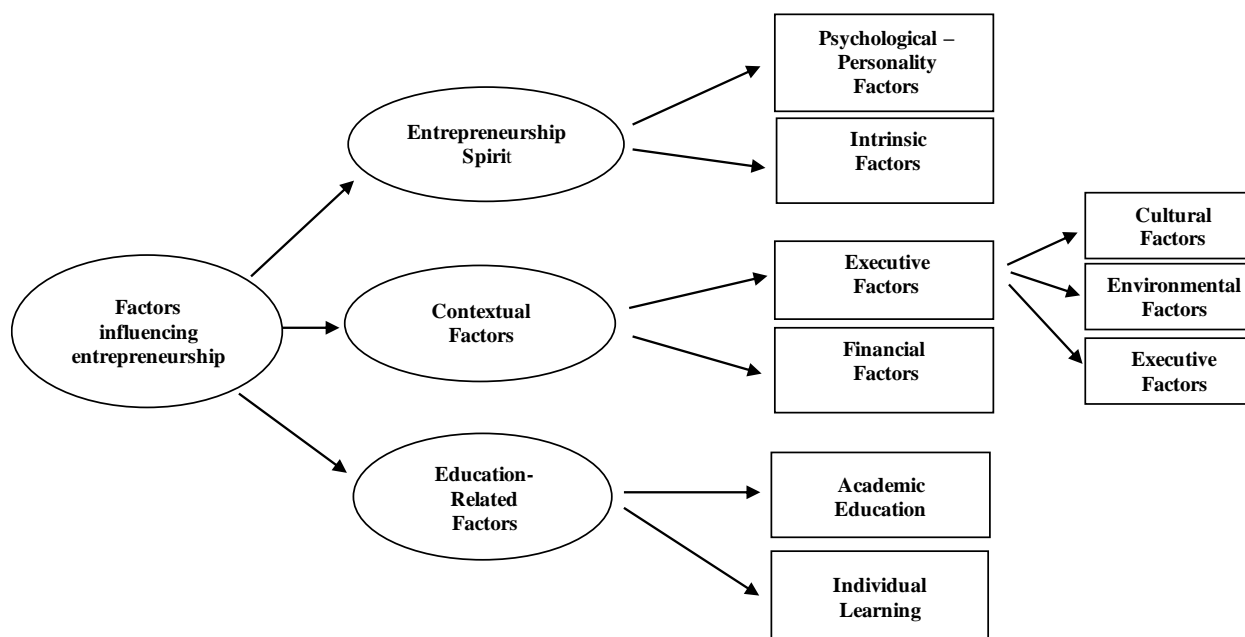 Psychological –
Personality
Factors
Entrepreneurship
Spirit
Intrinsic
Factors
Cultural
Factors
Executive
Factors
Environmental
Factors
Factors
influencing
entrepreneurship
Contextual
Factors
Financial
Factors
Executive
Factors
Education-
Related
Factors
Academic
Education
Individual
Learning